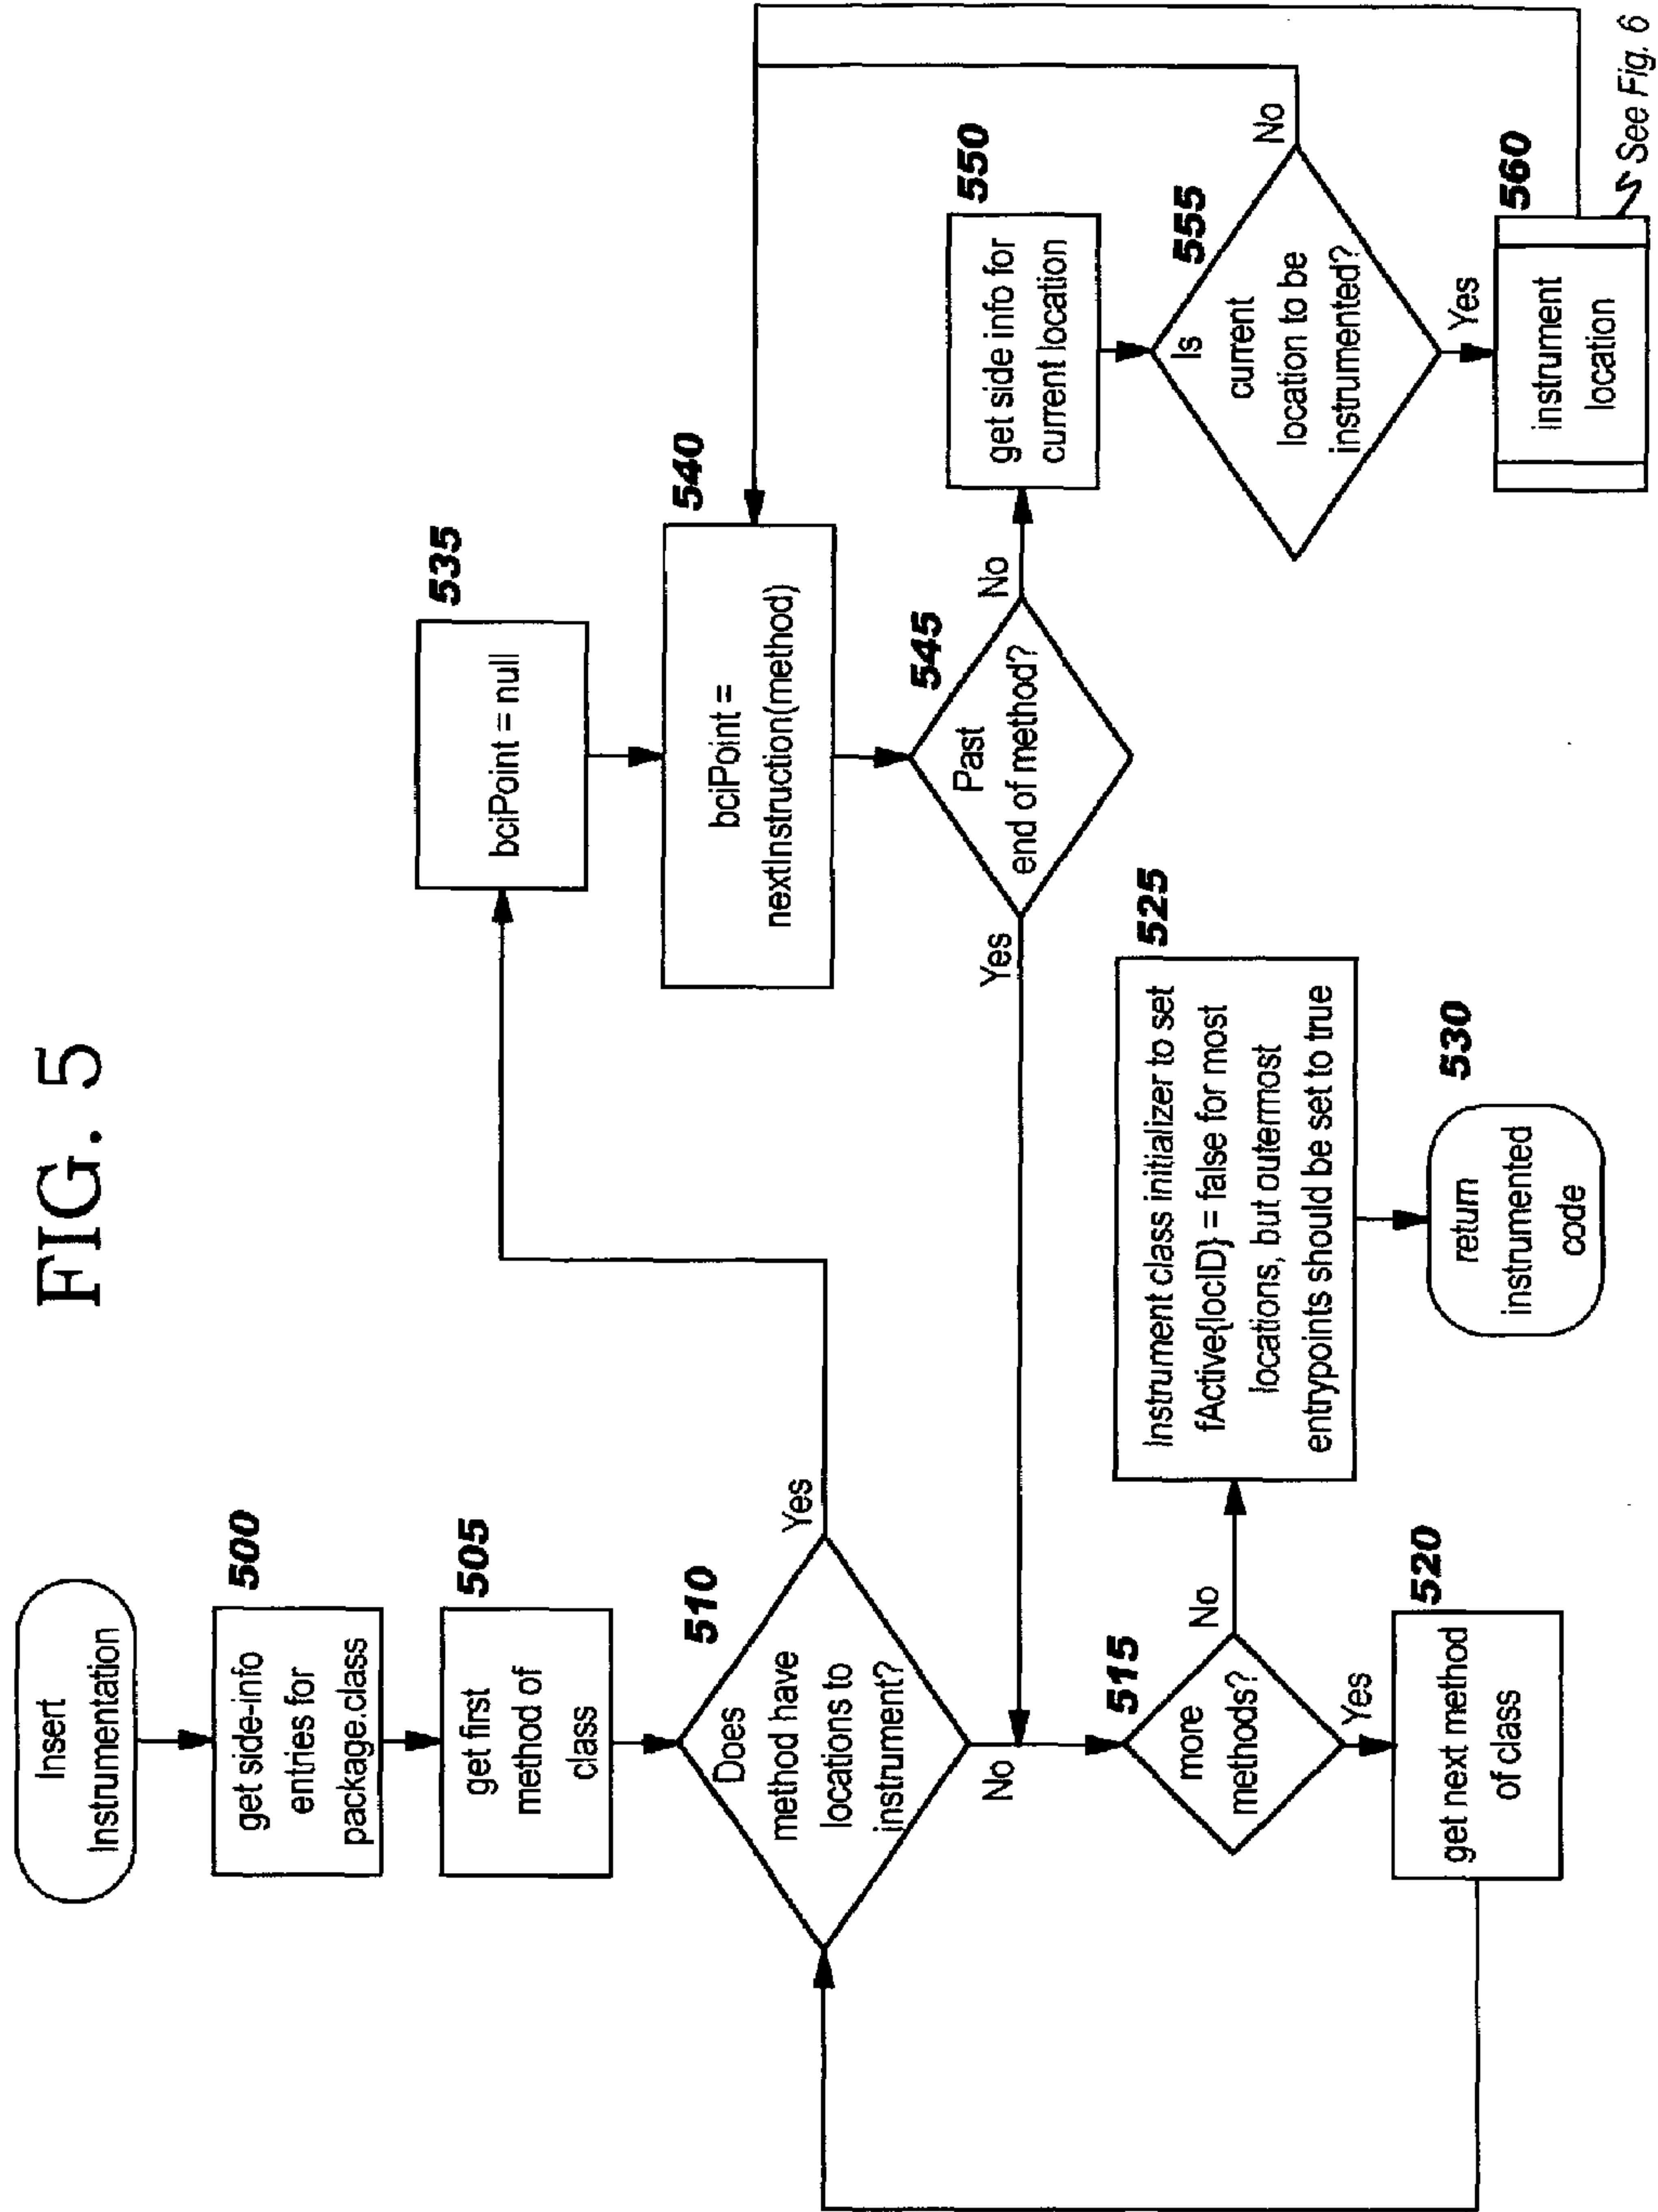 FIG. 5
Insert
Instrumentation
500
get side-info
entries for
package.class
505
get first
method of
class
510
Does
method have
locations to
instrument?
Yes
No
515
more
methods?
No
Yes
520
get next method
of class
525
Instrument class initializer to set
fActive{locID} = false for most
locations, but outermost
entrypoints should be set to true
530
return
instrumented
code
535
bciPoint = null
540
bciPoint =
nextInstruction(method)
545
Past
end of method?
Yes
No
550
get side info for
current location
555
Is
current
location to be
instrumented?
No
Yes
560
instrument
location
See Fig. 6